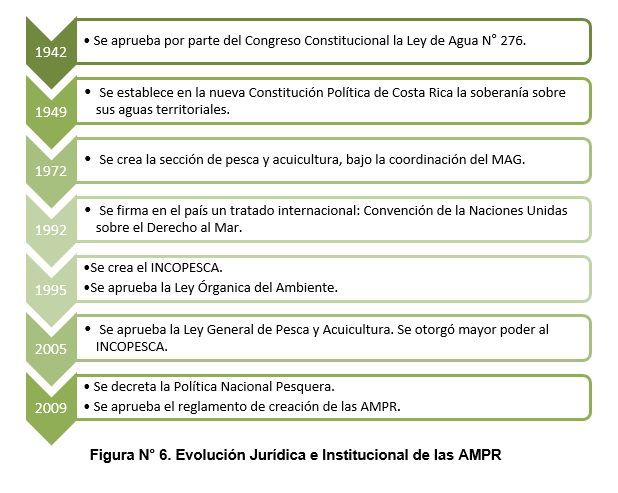 1942
• Se aprueba por parte del Congreso Constitucional la Ley de Agua N° 276.
1949
• Se establece en la nueva Constitución Política de Costa Rica la soberanía sobre
sus aguas territoriales.
1972
• Se crea la sección de pesca y acuicultura, bajo la coordinación del MAG.
1992
• Se firma en el país un tratado internacional: Convención de la Naciones Unidas
sobre el Derecho al Mar.
1995
•Se crea el INCOPESCA.
•Se aprueba la Ley Órganica del Ambiente.
2005
• Se aprueba la Ley General de Pesca y Acuicultura. Se otorgó mayor poder al
INCOPESCA.
2009
• Se decreta la Política Nacional Pesquera.
• Se aprueba el reglamento de creación de las AMPR.
Figura N° 6. Evolución Jurídica e Institucional de las AMPR